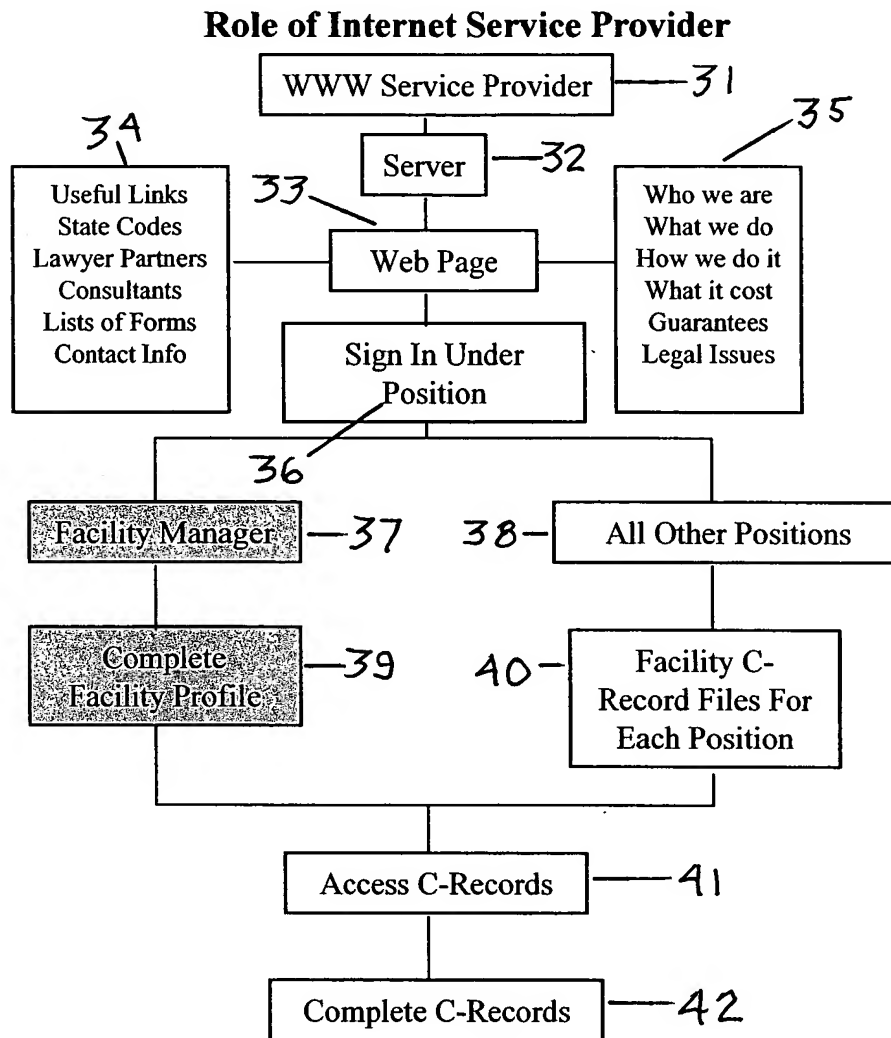 Role of Internet Service Provider
WWW Service Provider
31
34
35
Server
32
33
Useful Links
State Codes
Lawyer Partners
Consultants
Lists of Forms
Contact Info
Web Page
Who we are
What we do
How we do it
What it cost
Guarantees
Legal Issues
Sign In Under
Position
36
Facility Manager
37
38
All Other Positions
Complete
Facility Profile
39
40
Facility C-
Record Files For
Each Position
Access C-Records
41
Complete C-Records
42